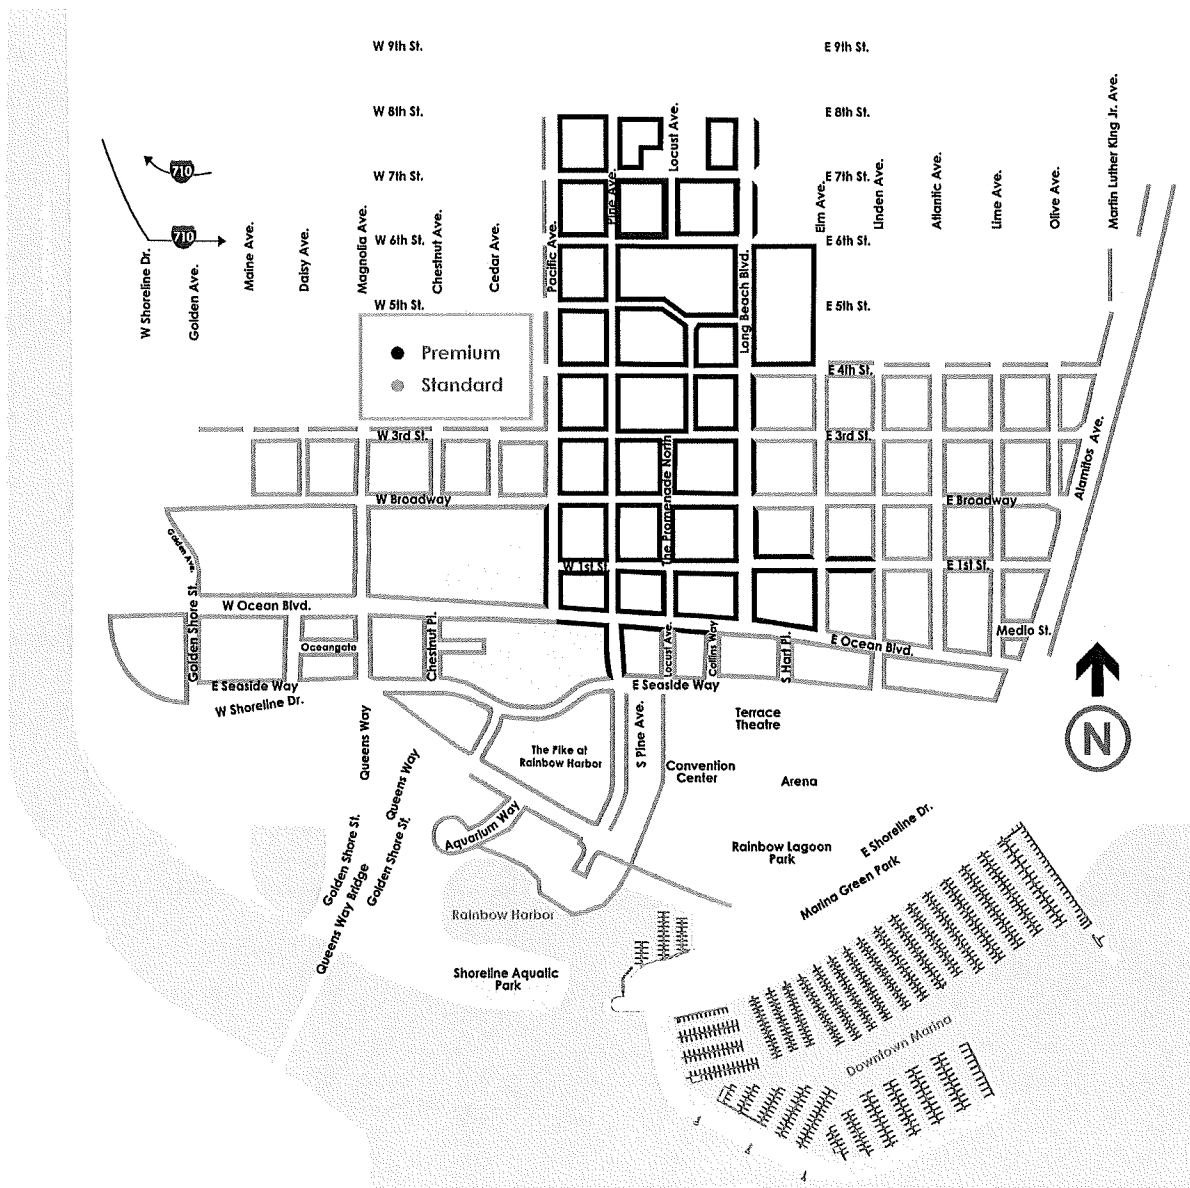 W 9th St.
E 9th St.
W 8th St.
E 8th St.
Locust Ave.
Martin Luther King Jr. Ave.
710
W 7th St.
E 7th St.
Pine Ave.
Elm Ave.
Linden Ave.
Atlantic Ave.
Lime Ave.
Olive Ave.
710
W Shoreline Dr.
Golden Ave.
Maine Ave.
Daisy Ave.
Magnolia Ave.
W 6th St.
Chestnut Ave.
Cedar Ave.
Pacific Ave.
E 6th St.
Long Beach Blvd.
W 5th St.
E 5th St.
Premium
Standard
E 4th St.
W 3rd St.
E 3rd St.
Alamitos Ave.
The Promenade North
W Broadway
E Broadway
Golden Ave.
W 1st St.
E 1st St.
Golden Shore St.
W Ocean Blvd.
Chestnut Pl.
Oceangate
Locust Ave.
Collins Way
S Hart Pl.
E Ocean Blvd.
Medio St.
E Seaside Way
E Seaside Way
W Shoreline Dr.
Queens Way
S Pine Ave.
Terrace
Theatre
N
The Pike at
Rainbow Harbor
Convention
Center
Arena
Queens Way
Aquarium Way
Golden Shore St.
Golden Shore St.
Queens Way Bridge
Rainbow Lagoon
Park
E Shoreline Dr.
Marina Green Park
Rainbow Harbor
Shoreline Aquatic
Park
Downtown Marina